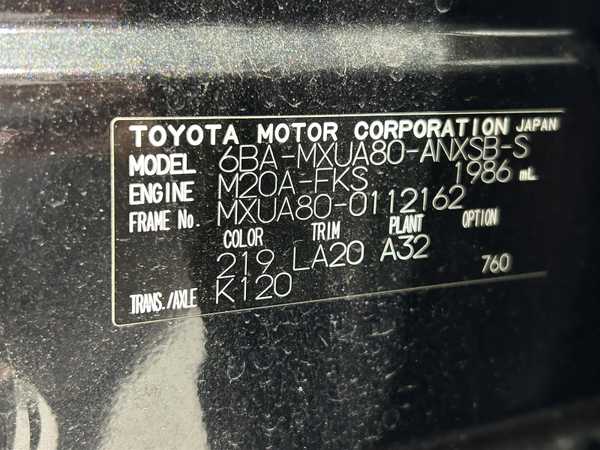 TOYOTA MOTOR CORPORATION JAPAN
MODEL 6BA-MXUA80-ANXSB-S
ENGINE M20A-FKS 1986 mL
FRAME No. MXUA80-0112162
COLOR TRIM PLANT OPTION
219 LA20 A32 760
TRANS./AXLE K120